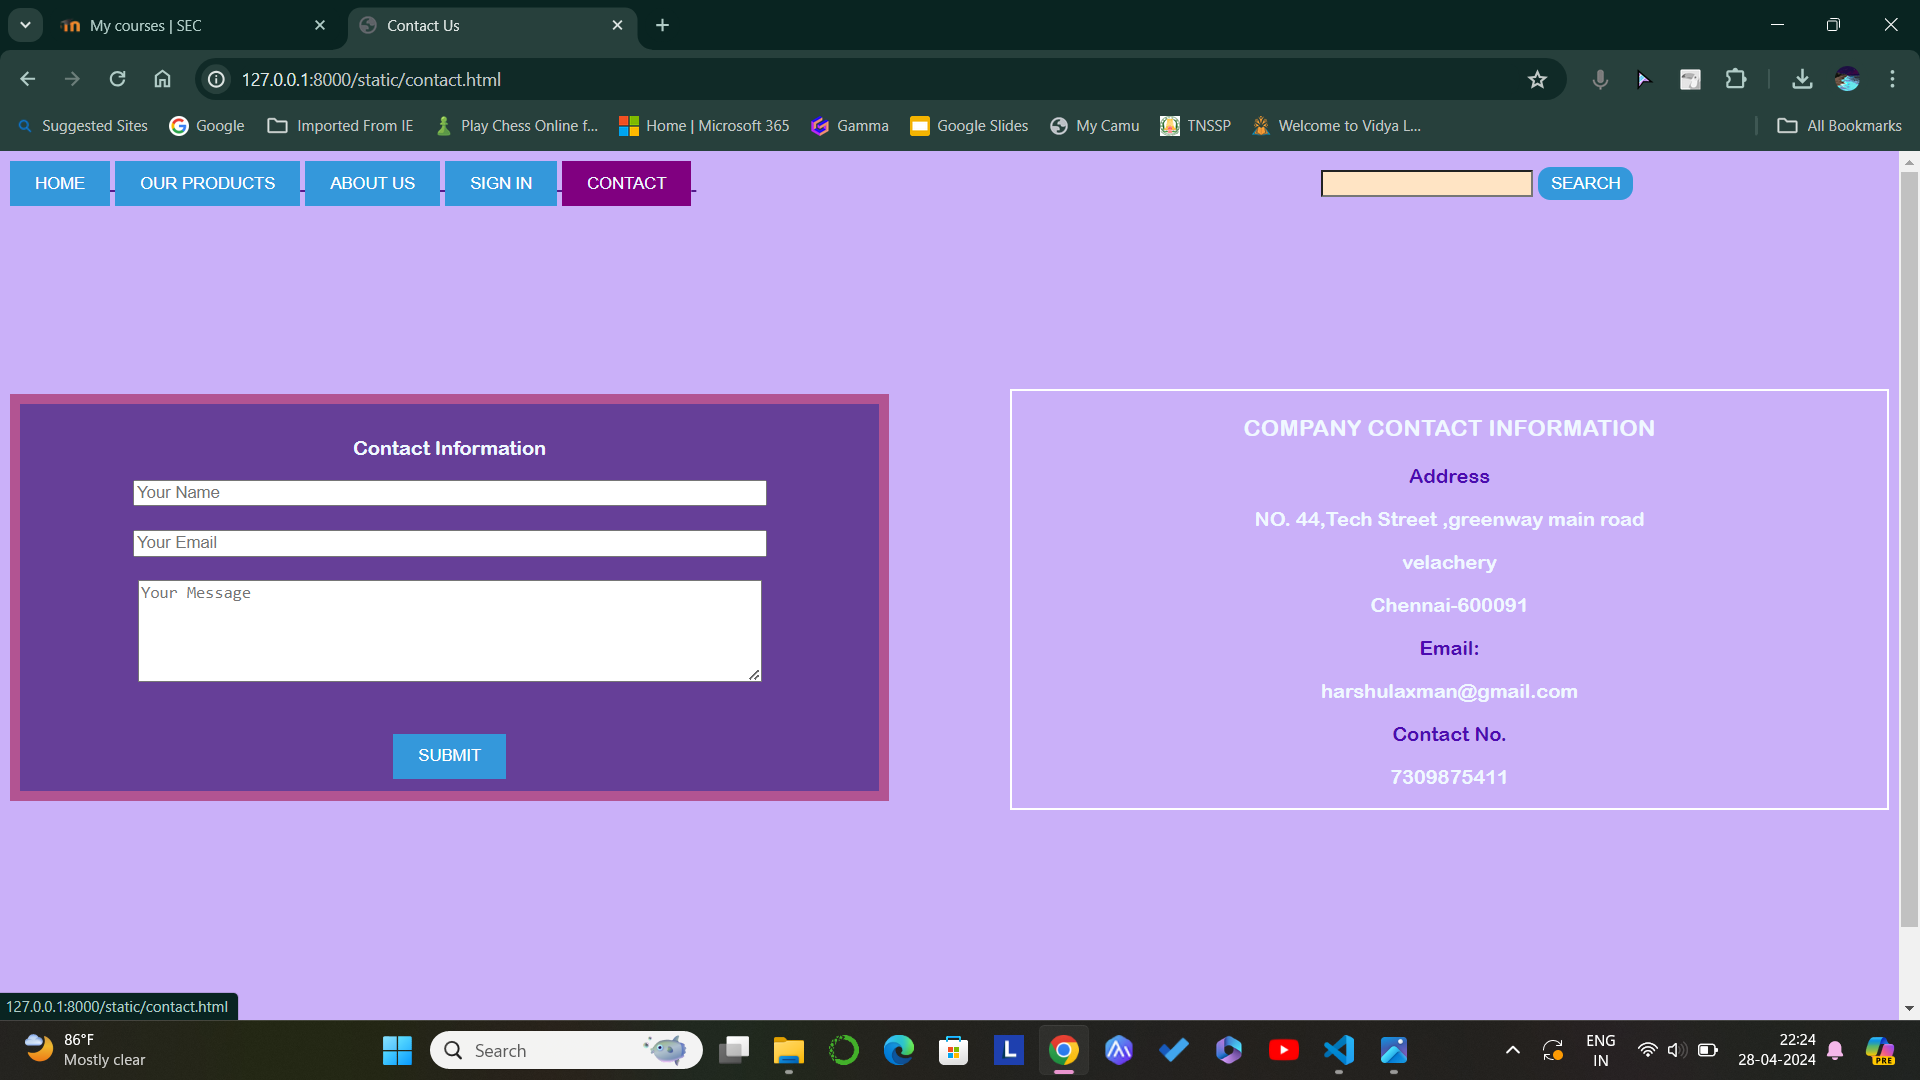 My courses | SEC
Contact Us
127.0.0.1:8000/static/contact.html
Suggested Sites
Google
Imported From IE
Play Chess Online f...
Home | Microsoft 365
Gamma
Google Slides
My Camu
TNSSP
Welcome to Vidya L...
All Bookmarks
HOME
OUR PRODUCTS
ABOUT US
SIGN IN
CONTACT
SEARCH
Contact Information
Your Name
Your Email
Your Message
SUBMIT
COMPANY CONTACT INFORMATION
Address
NO. 44,Tech Street ,greenway main road
velachery
Chennai-600091
Email:
harshulaxman@gmail.com
Contact No.
7309875411
127.0.0.1:8000/static/contact.html
86°F
Mostly clear
Search
L
ENG
IN
22:24
28-04-2024
PRE